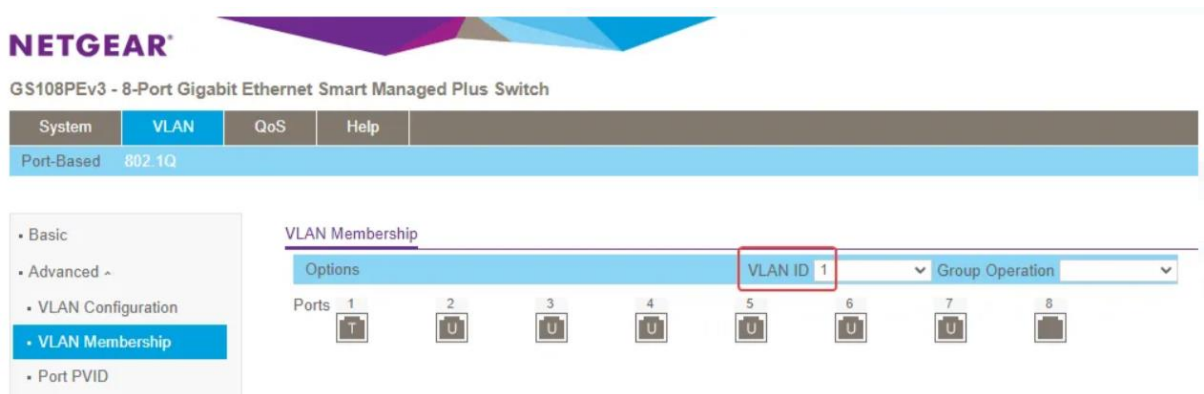 NETGEAR®
GS108PEv3 - 8-Port Gigabit Ethernet Smart Managed Plus Switch
System VLAN QoS Help
Port-Based 802.1Q
Basic
VLAN Membership
Advanced
Options VLAN ID 1 Group Operation
VLAN Configuration
Ports 1 2 3 4 5 6 7 8
T U U U U U U
VLAN Membership
Port PVID